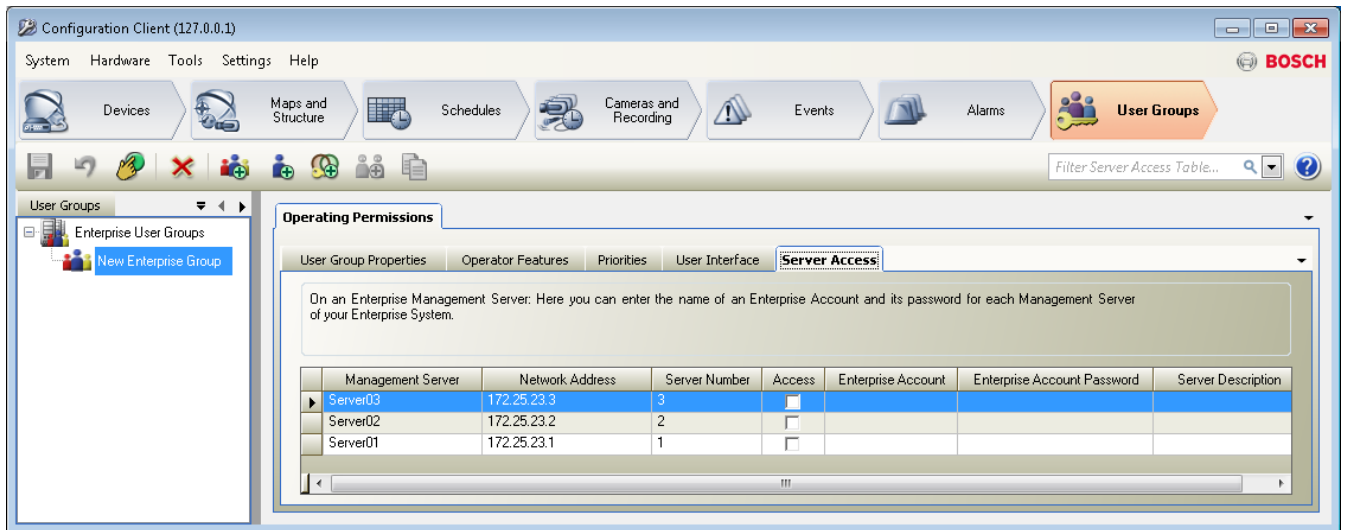 Configuration Client (127.0.0.1)
System Hardware Tools Settings Help
BOSCH
Devices
Maps and
Structure
Schedules
Cameras and
Recording
Events
Alarms
User Groups
Filter Server Access Table...
User Groups
Enterprise User Groups
New Enterprise Group
Operating Permissions
User Group Properties Operator Features Priorities User Interface Server Access
On an Enterprise Management Server: Here you can enter the name of an Enterprise Account and its password for each Management Server
of your Enterprise System.
Management Server Network Address Server Number Access Enterprise Account Enterprise Account Password Server Description
Server03 172.25.23.3 3
Server02 172.25.23.2 2
Server01 172.25.23.1 1